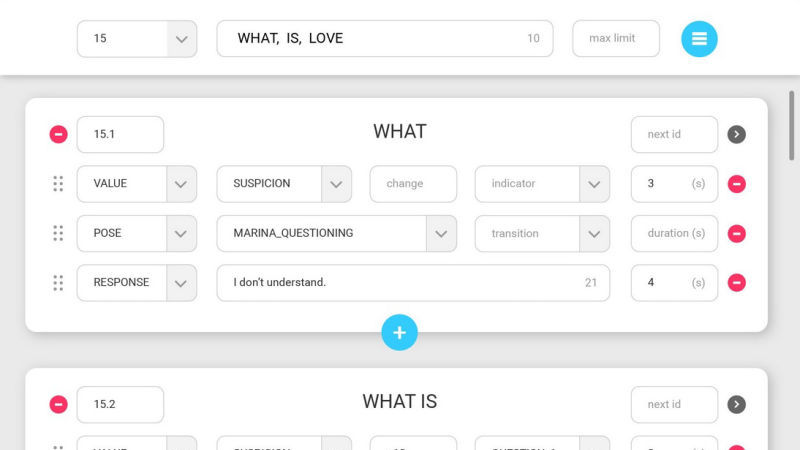 15 WHAT, IS, LOVE 10 max limit
15.1 WHAT next id
VALUE SUSPICION change indicator 3 (s)
POSE MARINA_QUESTIONING transition duration (s)
RESPONSE I don't understand. 21 4 (s)
15.2 WHAT IS next id